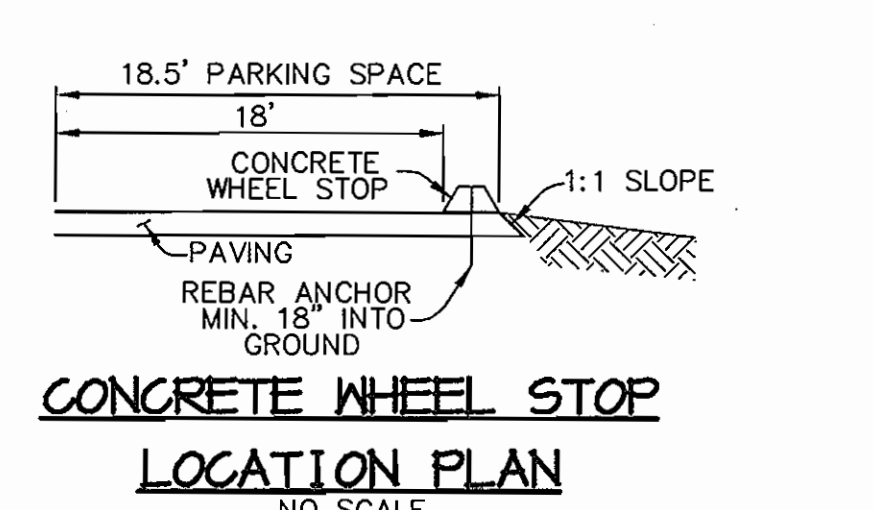 18.5' PARKING SPACE
18'
CONCRETE
WHEEL STOP
1:1 SLOPE
PAVING
REBAR ANCHOR
MIN. 18" INTO
GROUND
CONCRETE WHEEL STOP
LOCATION PLAN
NO SCALE